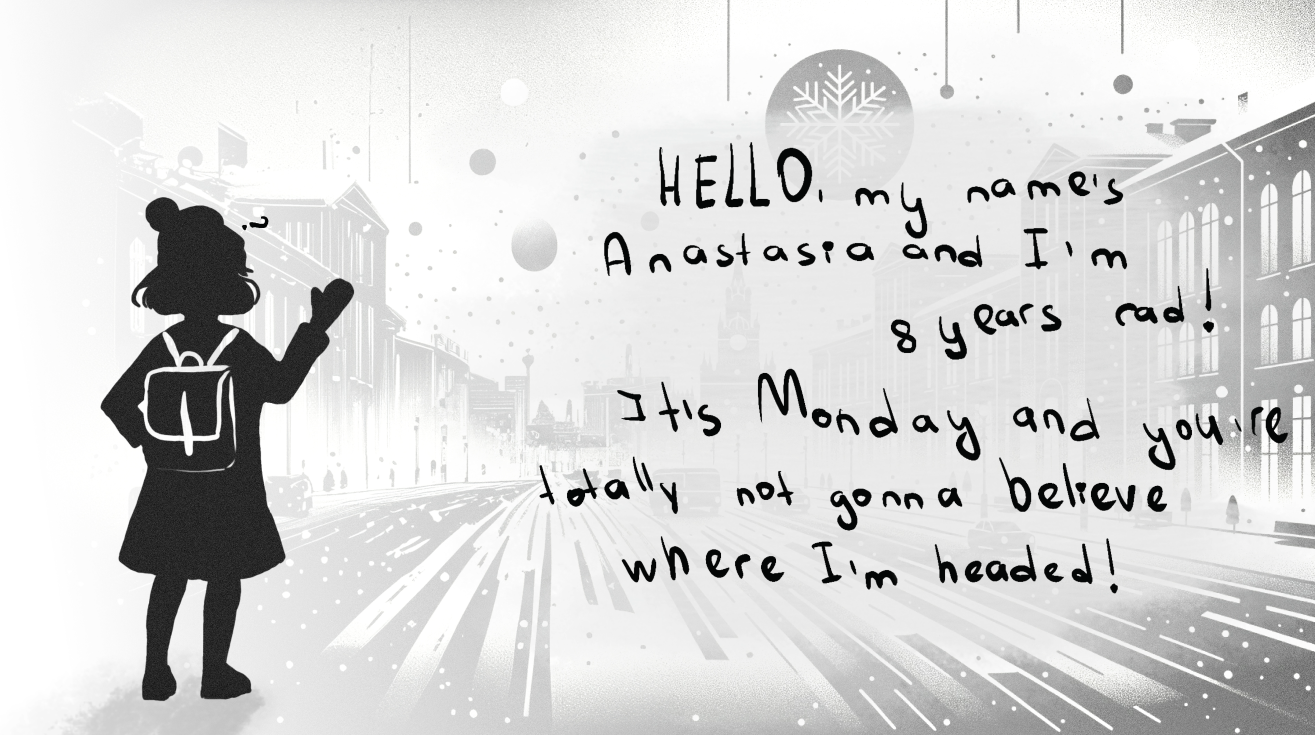 HELLO, my name's
Anastasia and I'm
8 years rad!
It's Monday and you're
totally not gonna believe
where I'm headed!